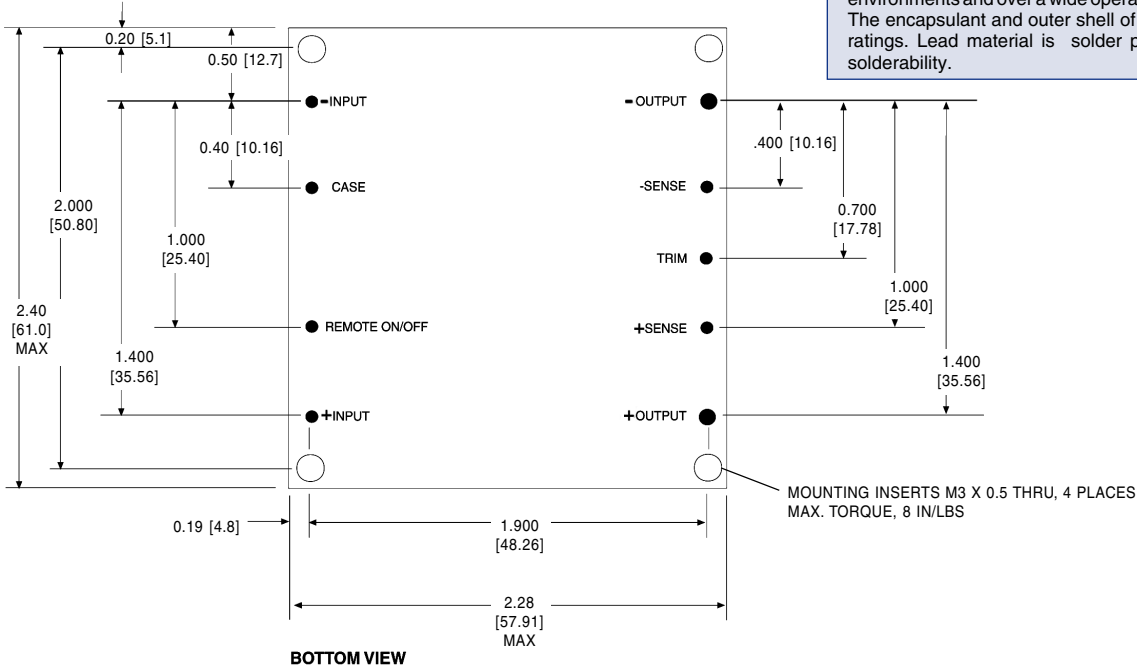 environments and over a wide opera
The encapsulant and outer shell of
ratings. Lead material is solder p
solderability.
0.20 [5.1]
0.50 [12.7]
-INPUT
- OUTPUT
0.40 [10.16]
.400 [10.16]
CASE
-SENSE
2.000
[50.80]
0.700
[17.78]
1.000
[25.40]
TRIM
1.000
[25.40]
2.40
[61.0]
MAX
REMOTE ON/OFF
+SENSE
1.400
[35.56]
1.400
[35.56]
+INPUT
+OUTPUT
MOUNTING INSERTS M3 X 0.5 THRU, 4 PLACES
MAX. TORQUE, 8 IN/LBS
0.19 [4.8]
1.900
[48.26]
2.28
[57.91]
MAX
BOTTOM VIEW